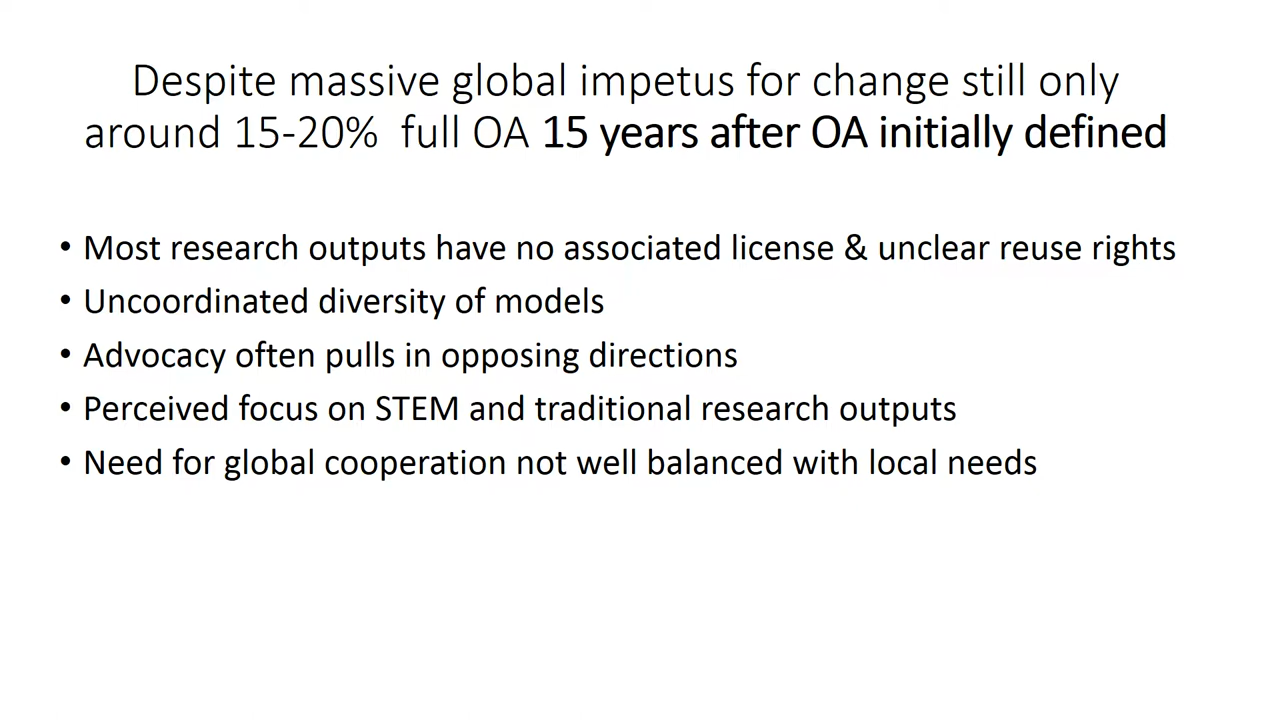 Despite massive global impetus for change still only
around 15-20%  full OA 15 years after OA initially defined
• Most research outputs have no associated license & unclear reuse rights
• Uncoordinated diversity of models
• Advocacy often pulls in opposing directions
• Perceived focus on STEM and traditional research outputs
• Need for global cooperation not well balanced with local needs